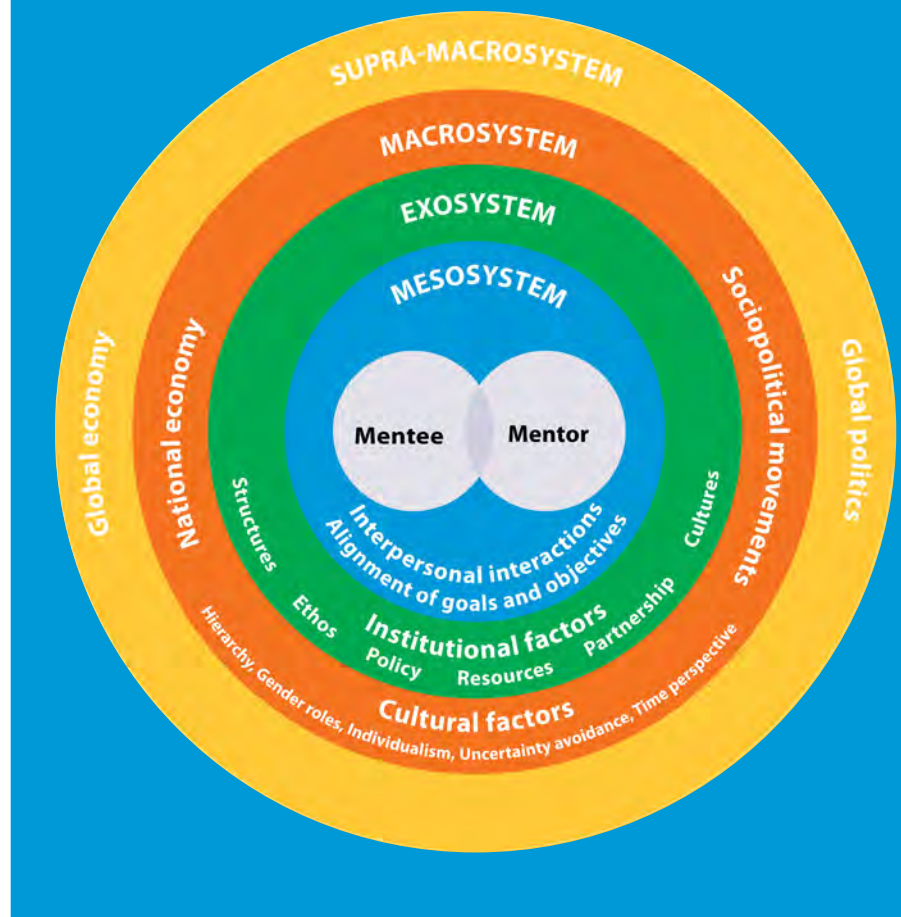 SUPRA-MACROSYSTEM
MACROSYSTEM
EXOSYSTEM
MESOSYSTEM
Mentee
Mentor
Interpersonal interactions
Alignment of goals and objectives
Institutional factors
Structures
Ethos
Policy
Resources
Partnership
Cultures
National economy
Sociopolitical movements
Cultural factors
Hierarchy, Gender roles, Individualism, Uncertainty avoidance, Time perspective
Global economy
Global politics